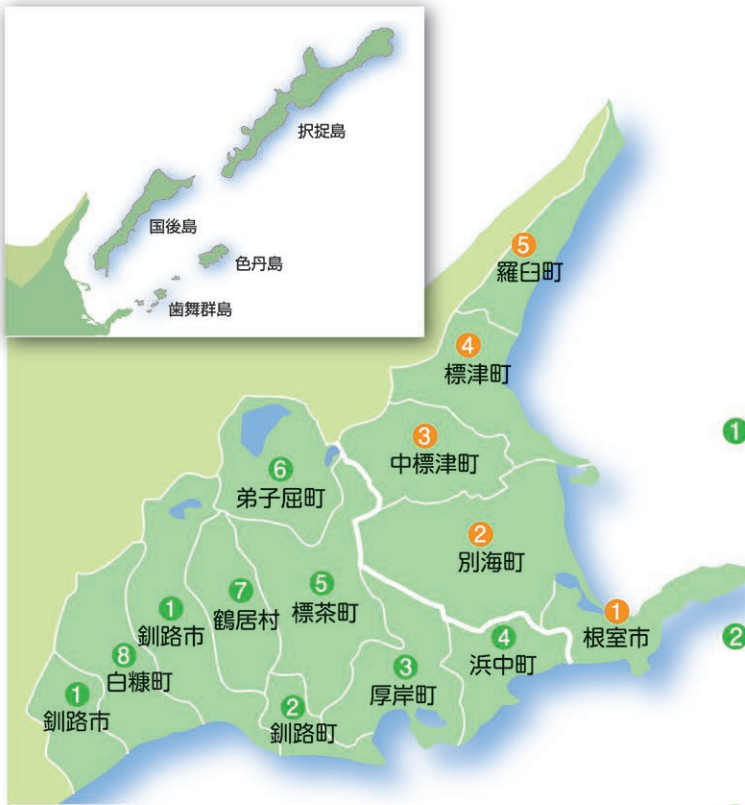 択捉島
国後島
色丹島
歯舞群島
5
羅臼町
4
標津町
3
中標津町
1
6
弟子屈町
2
別海町
5
標茶町
7
鶴居村
1
釧路市
1
根室市
4
浜中町
2
3
厚岸町
8
白糠町
1
釧路市
2
釧路町